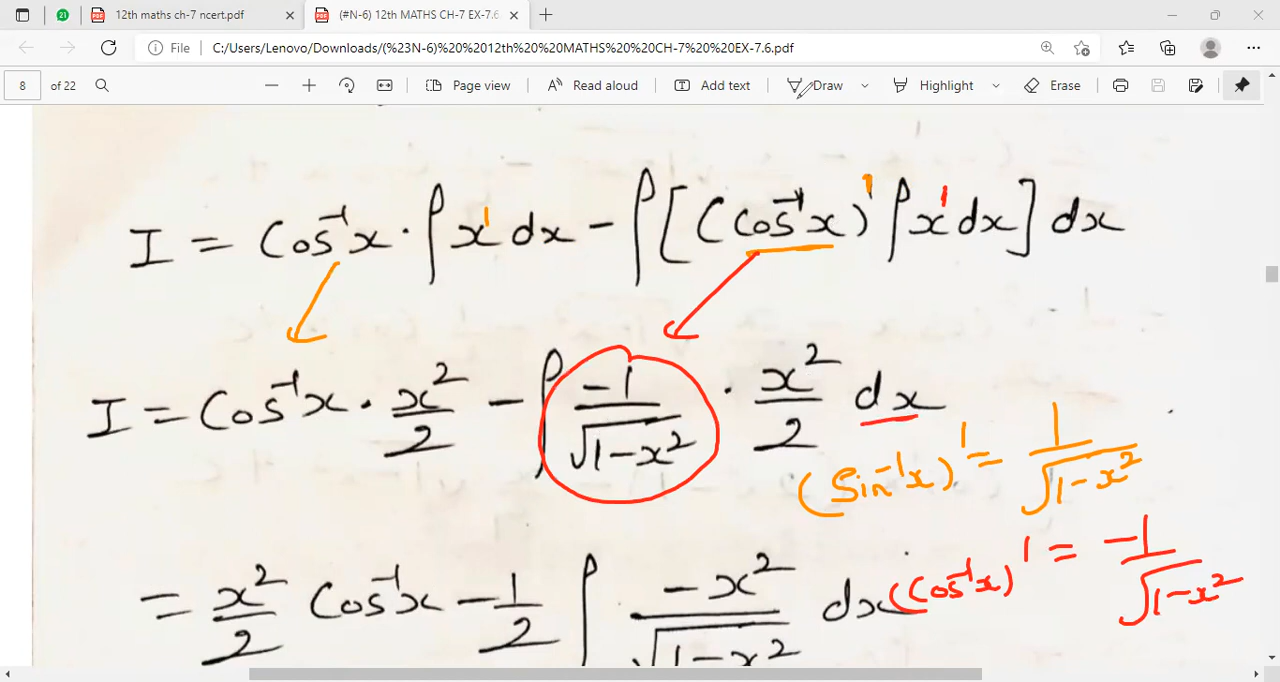 21 12th maths ch-7 ncert.pdf (#N-6) 12th MATHS CH-7 EX-7.6.
File C:/Users/Lenovo/Downloads/(%23N-6)%20%2012th%20%20MATHS%20%20CH-7%20%20EX-7.6.pdf
8 of 22 Page view Read aloud Add text Draw Highlight Erase
I = Cos⁻¹x · ∫ x¹ dx - ∫ [ (Cos⁻¹x)' ∫ x¹ dx ] dx
I = Cos⁻¹x · x²/2 - ∫ -1/√(1-x²) · x²/2 dx
(Sin⁻¹x)' = 1/√(1-x²)
= x²/2 Cos⁻¹x - 1/2 ∫ -x²/√(1-x²) dx
(Cos⁻¹x)' = -1/√(1-x²)